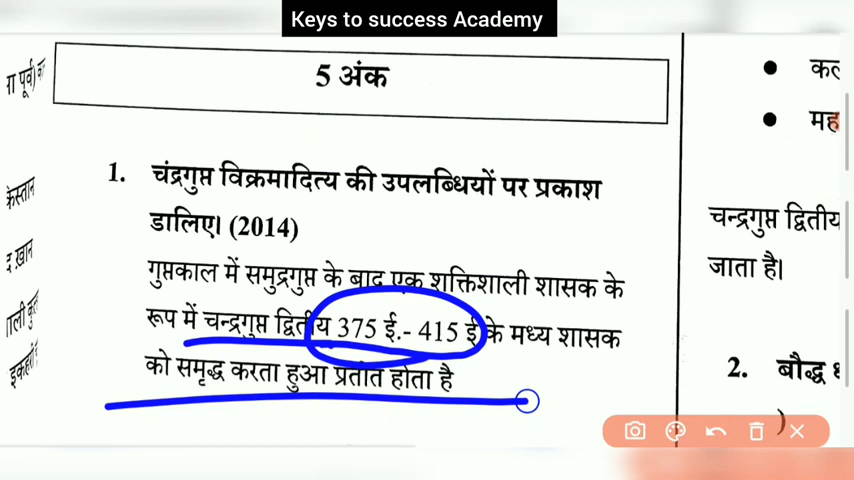 Keys to success Academy
5 अंक
1. चंद्रगुप्त विक्रमादित्य की उपलब्धियों पर प्रकाश
डालिए। (2014)
गुप्तकाल में समुद्रगुप्त के बाद एक शक्तिशाली शासक के
रूप में चन्द्रगुप्त द्वितीय 375 ई.- 415 ई के मध्य शासक
को समृद्ध करता हुआ प्रतीत होता है
चन्द्रगुप्त द्वितीय
जाता है।
2. बौद्ध
)